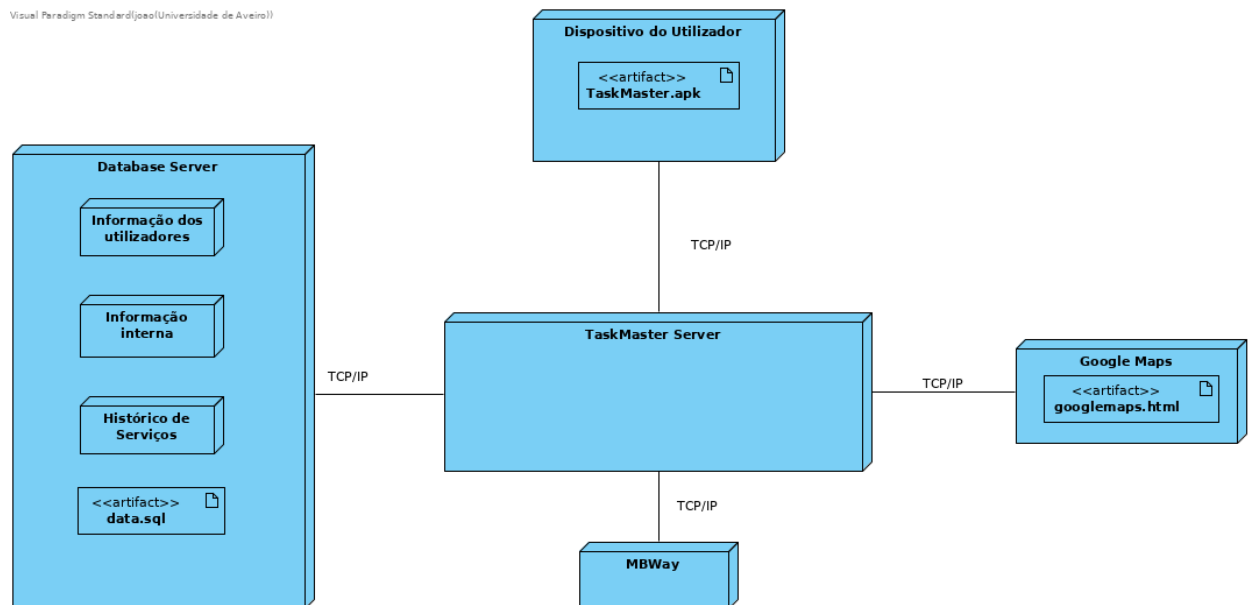 Visual Paradigm Standard(joao(Universidade de Aveiro))
Dispositivo do Utilizador
<<artifact>>
TaskMaster.apk
Database Server
Informação dos
utilizadores
Informação
interna
Histórico de
Serviços
<<artifact>>
data.sql
TCP/IP
TCP/IP
TaskMaster Server
TCP/IP
Google Maps
<<artifact>>
googlemaps.html
TCP/IP
MBWay